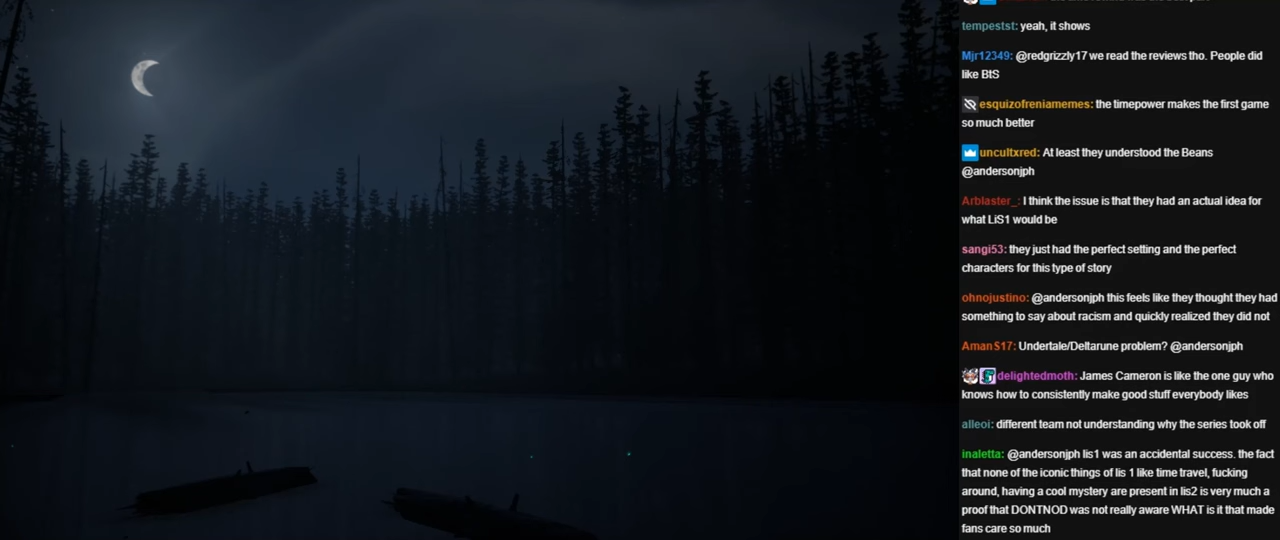 tempestst: yeah, it shows
Mjr12349: @redgrizzly17 we read the reviews tho. People did
like BtS
esquizofreniamemes: the timepower makes the first game
so much better
uncultxred: At least they understood the Beans
@andersonjph
Arblaster_: I think the issue is that they had an actual idea for
what LiS1 would be
sangi53: they just had the perfect setting and the perfect
characters for this type of story
ohnojustino: @andersonjph this feels like they thought they had
something to say about racism and quickly realized they did not
AmanS17: Undertale/Deltarune problem? @andersonjph
delightedmoth: James Cameron is like the one guy who
knows how to consistently make good stuff everybody likes
alleoi: different team not understanding why the series took off
inaletta: @andersonjph lis1 was an accidental success. the fact
that none of the iconic things of lis 1 like time travel, fucking
around, having a cool mystery are present in lis2 is very much a
proof that DONTNOD was not really aware WHAT is it that made
fans care so much